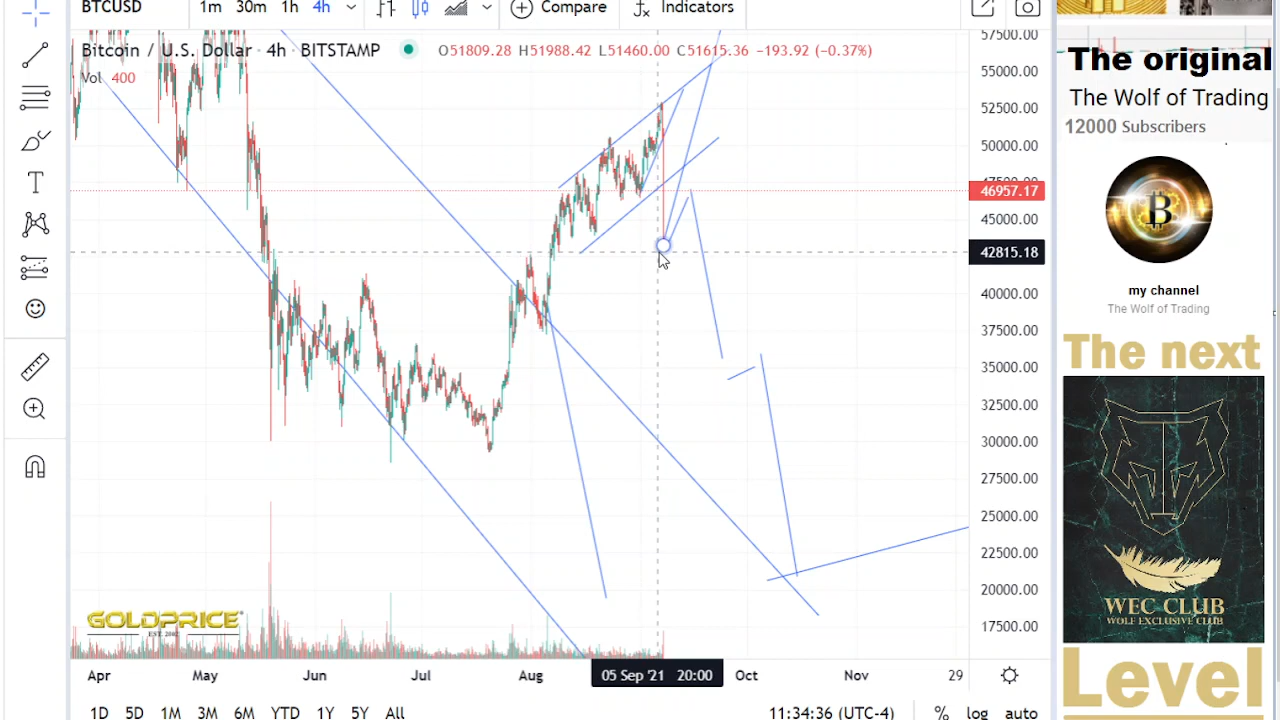 BTCUSD
1m 30m 1h 4h
Compare
Indicators
Bitcoin / U.S. Dollar · 4h · BITSTAMP
O51809.28 H51988.42 L51460.00 C51615.36 −193.92 (−0.37%)
Vol 400
57500.00
55000.00
52500.00
50000.00
47500.00
46957.17
45000.00
42815.18
40000.00
37500.00
35000.00
32500.00
30000.00
27500.00
25000.00
22500.00
20000.00
17500.00
GOLDPRICE
EST. 2002
Apr May Jun Jul Aug 05 Sep '21 20:00 Oct Nov 29
1D 5D 1M 3M 6M YTD 1Y 5Y All
11:34:36 (UTC-4)
% log auto
The original
The Wolf of Trading
12000 Subscribers
my channel
The Wolf of Trading
The next
WEC CLUB
WOLF EXCLUSIVE CLUB
Level